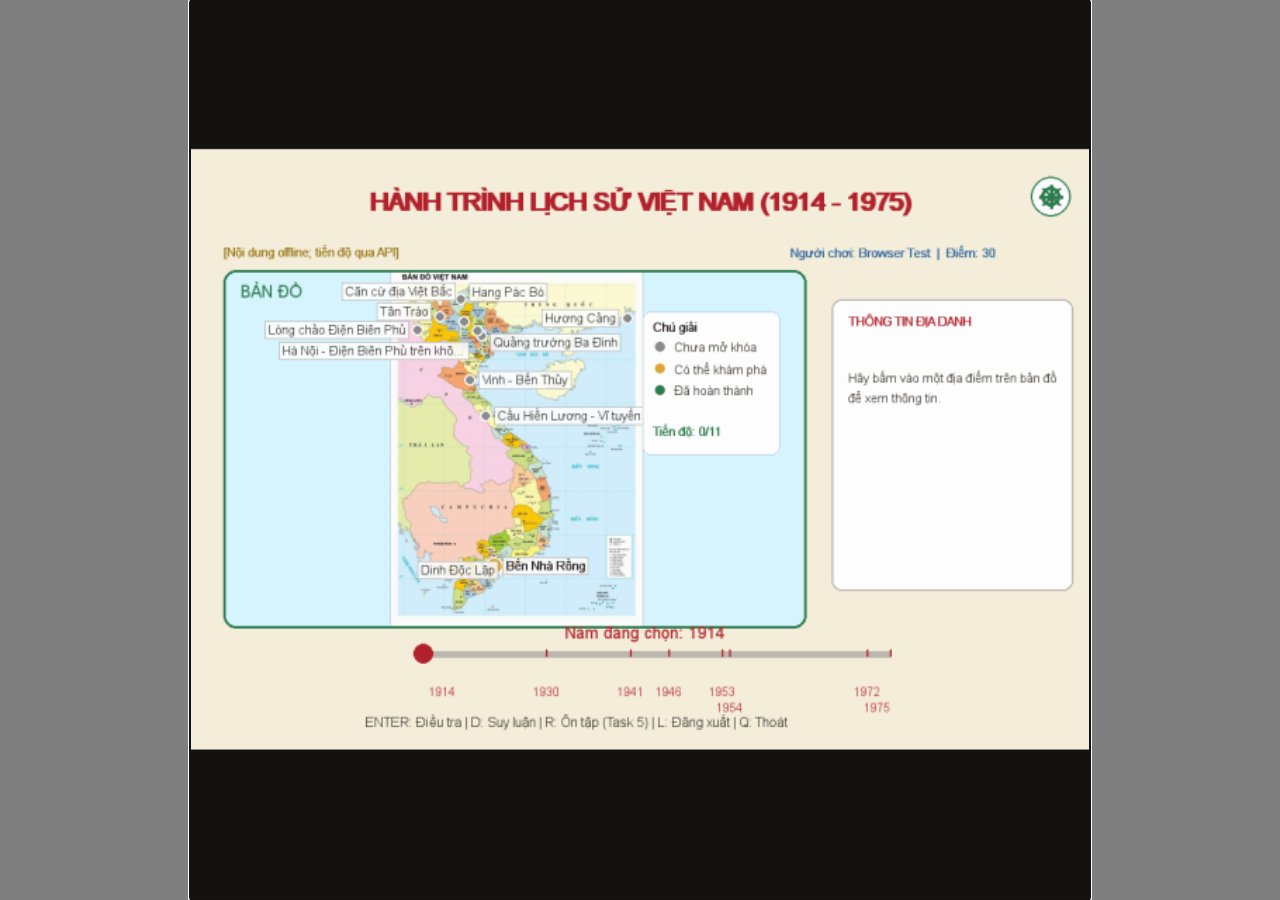 HÀNH TRÌNH LỊCH SỬ VIỆT NAM (1914 - 1975)
[Nội dung offline; tiến độ qua API]
Người chơi: Browser Test | Điểm: 30
BẢN ĐỒ
BẢN ĐỒ VIỆT NAM
Căn cứ địa Việt Bắc
Hang Pác Bó
TRUNG QUỐC
Tân Trào
Hương Cảng
Lòng chảo Điện Biên Phủ
Quảng trường Ba Đình
Hà Nội - Điện Biên Phủ trên khô...
Vịnh - Bến Thủy
Cầu Hiền Lương - Vĩ tuyến
THÁI LAN
CAMPUCHIA
Dinh Độc Lập
Bến Nhà Rồng
Chú giải
Chưa mở khóa
Có thể khám phá
Đã hoàn thành
Tiến độ: 0/11
THÔNG TIN ĐỊA DANH
Hãy bấm vào một địa điểm trên bản đồ
để xem thông tin.
Năm đang chọn: 1914
1914 1930 1941 1946 1953 1972
1954 1975
ENTER: Điều tra | D: Suy luận | R: Ôn tập (Task 5) | L: Đăng xuất | Q: Thoát